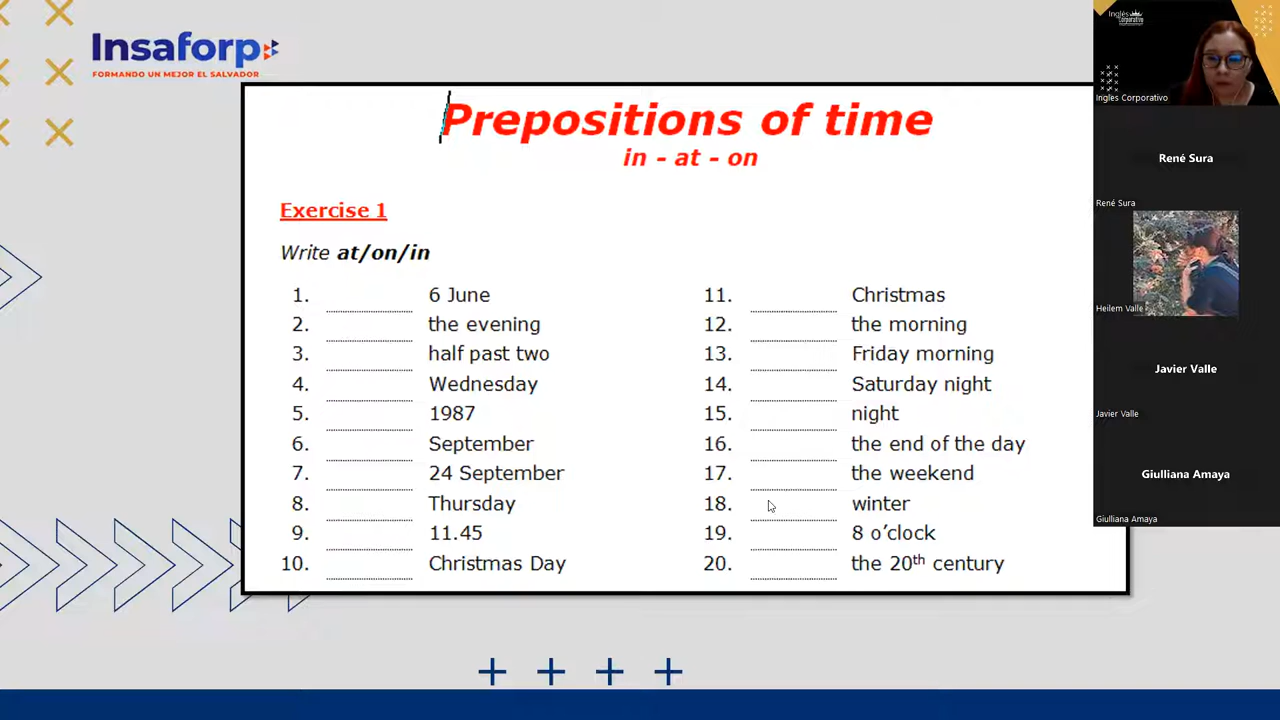 Insaforp
FORMANDO UN MEJOR EL SALVADOR
Prepositions of time
in - at - on
Exercise 1
Write at/on/in
1. 6 June
2. the evening
3. half past two
4. Wednesday
5. 1987
6. September
7. 24 September
8. Thursday
9. 11.45
10. Christmas Day
11. Christmas
12. the morning
13. Friday morning
14. Saturday night
15. night
16. the end of the day
17. the weekend
18. winter
19. 8 o’clock
20. the 20th century
Inglés
Corporativo
Ingles Corporativo
René Sura
René Sura
Heilem Valle
Javier Valle
Javier Valle
Giulliana Amaya
Giulliana Amaya